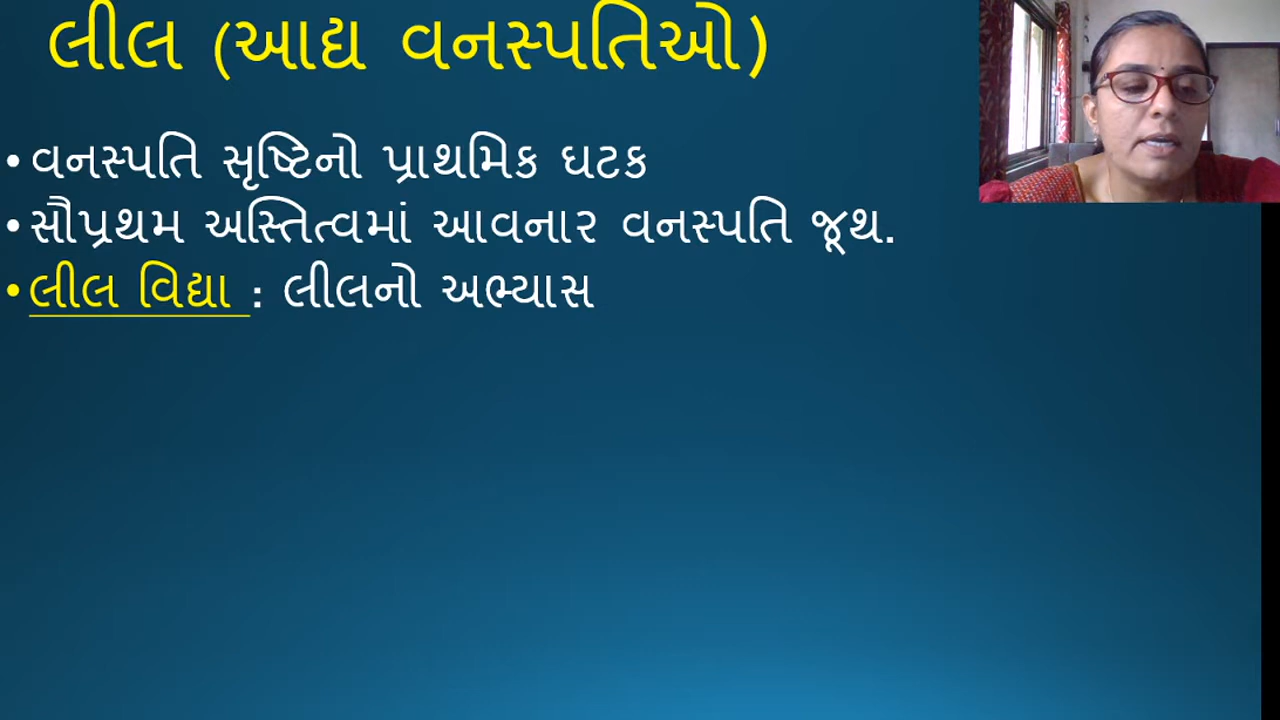 લીલ (આદ્ય વનસ્પતિઓ)
• વનસ્પતિ સૃષ્ટિનો પ્રાથમિક ઘટક
• સૌપ્રથમ અસ્તિત્વમાં આવનાર વનસ્પતિ જૂથ.
• લીલ વિદ્યા : લીલનો અભ્યાસ